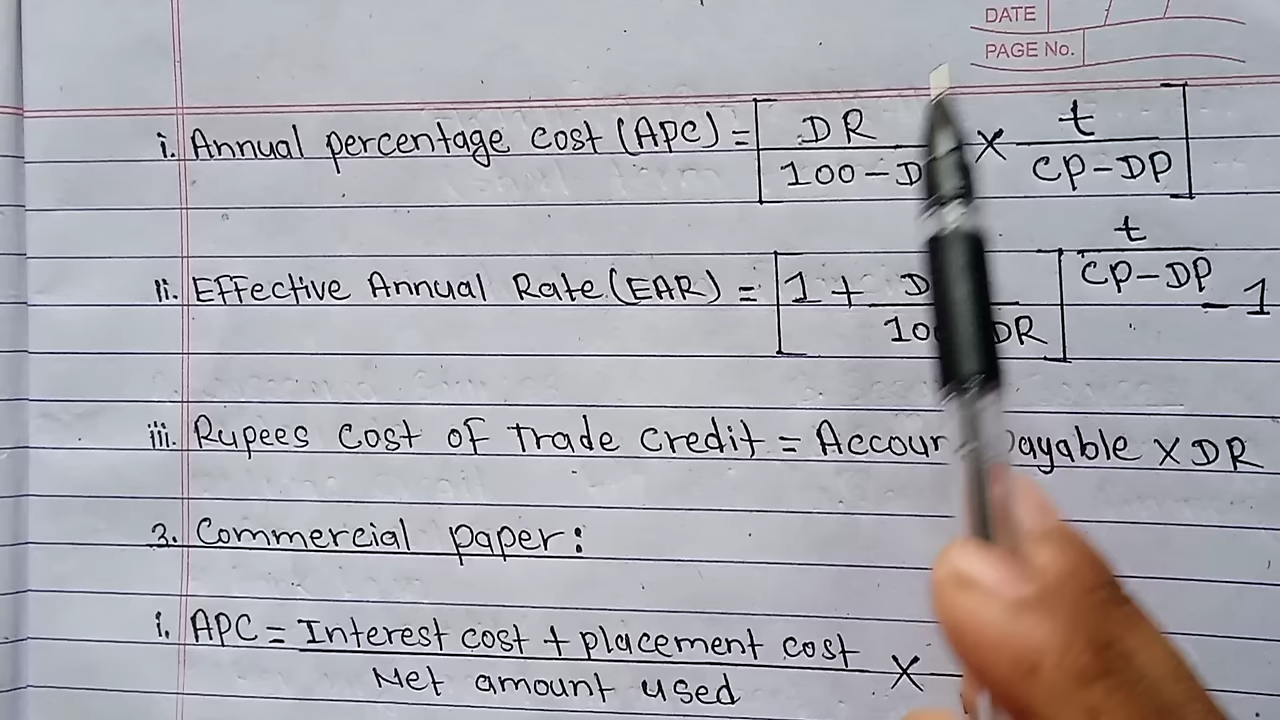 DATE / /
PAGE No.
i. Annual percentage cost (APC) = [DR / 100 - D × t / CP - DP]
ii. Effective Annual Rate (EAR) = [1 + D / 10 DR] t / CP - DP - 1
iii. Rupees cost of Trade credit = Accoun ayable × DR
3. Commercial paper:
i. APC = Interest cost + placement cost / Net amount used ×